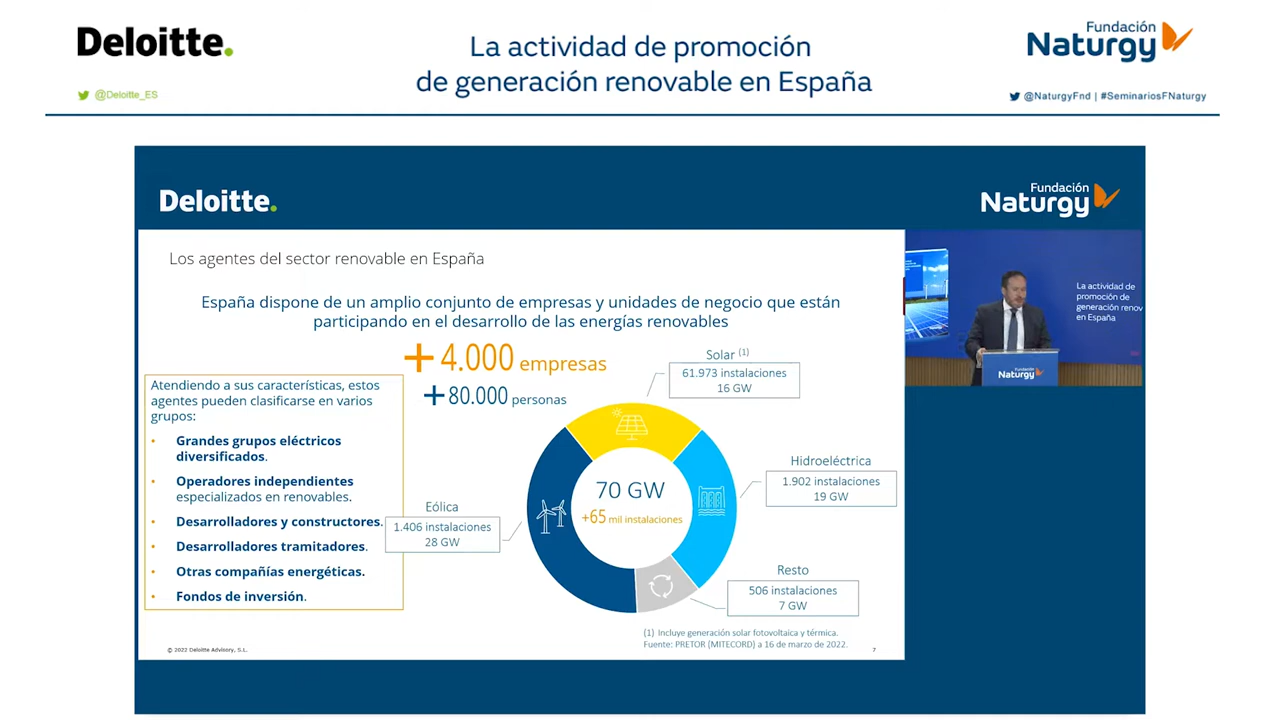 Deloitte.
@Deloitte_ES
La actividad de promoción
de generación renovable en España
Fundación
Naturgy
@NaturgyFnd | #SeminariosFNaturgy
Deloitte.
Fundación
Naturgy
Los agentes del sector renovable en España
España dispone de un amplio conjunto de empresas y unidades de negocio que están
participando en el desarrollo de las energías renovables
+ 4.000 empresas
+80.000 personas
Atendiendo a sus características, estos
agentes pueden clasificarse en varios
grupos:
• Grandes grupos eléctricos
diversificados.
• Operadores independientes
especializados en renovables.
• Desarrolladores y constructores.
• Desarrolladores tramitadores.
• Otras compañías energéticas.
• Fondos de inversión.
Solar (1)
61.973 instalaciones
16 GW
Hidroeléctrica
1.902 instalaciones
19 GW
70 GW
+65 mil instalaciones
Eólica
1.406 instalaciones
28 GW
Resto
506 instalaciones
7 GW
(1) Incluye generación solar fotovoltaica y térmica.
Fuente: PRETOR (MITECORD) a 16 de marzo de 2022.
© 2022 Deloitte Advisory, S.L.
7
La actividad de
promoción de
generación renov
en España
Naturgy